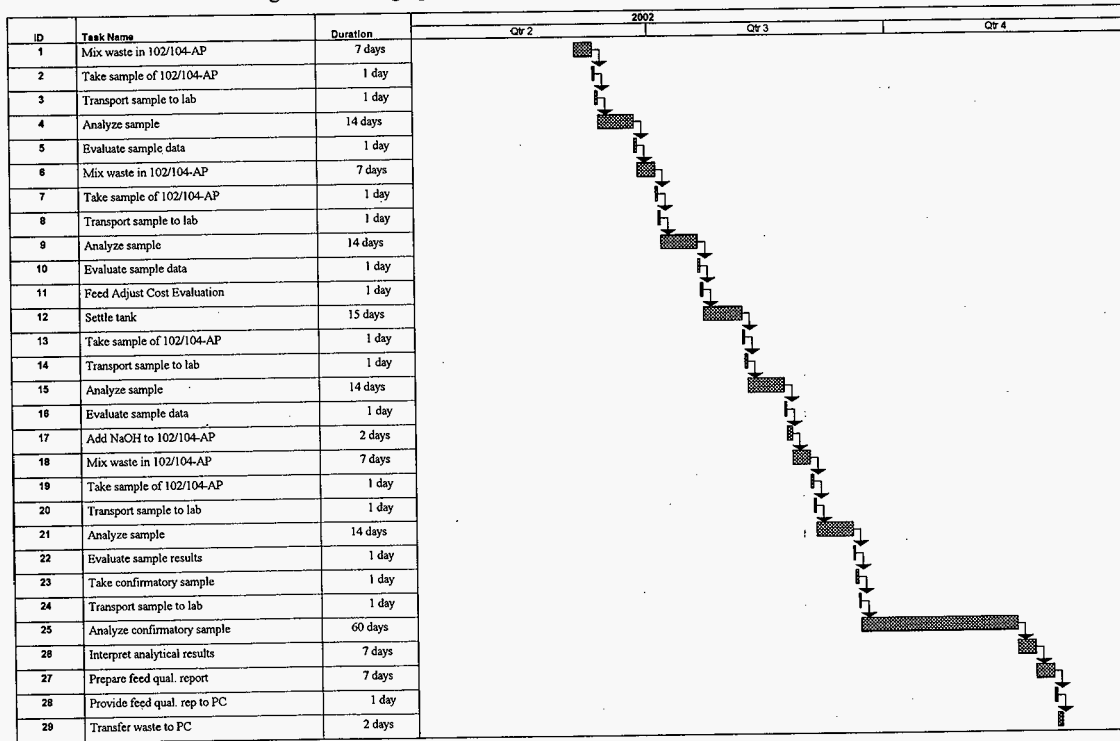 2002
Qtr 2 Qtr 3 Qtr 4
ID Task Name Duration
1 Mix waste in 102/104-AP 7 days
2 Take sample of 102/104-AP 1 day
3 Transport sample to lab 1 day
4 Analyze sample 14 days
5 Evaluate sample data 1 day
6 Mix waste in 102/104-AP 7 days
7 Take sample of 102/104-AP 1 day
8 Transport sample to lab 1 day
9 Analyze sample 14 days
10 Evaluate sample data 1 day
11 Feed Adjust Cost Evaluation 1 day
12 Settle tank 15 days
13 Take sample of 102/104-AP 1 day
14 Transport sample to lab 1 day
15 Analyze sample 14 days
16 Evaluate sample data 1 day
17 Add NaOH to 102/104-AP 2 days
18 Mix waste in 102/104-AP 7 days
19 Take sample of 102/104-AP 1 day
20 Transport sample to lab 1 day
21 Analyze sample 14 days
22 Evaluate sample results 1 day
23 Take confirmatory sample 1 day
24 Transport sample to lab 1 day
25 Analyze confirmatory sample 60 days
26 Interpret analytical results 7 days
27 Prepare feed qual. report 7 days
28 Provide feed qual. rep to PC 1 day
29 Transfer waste to PC 2 days